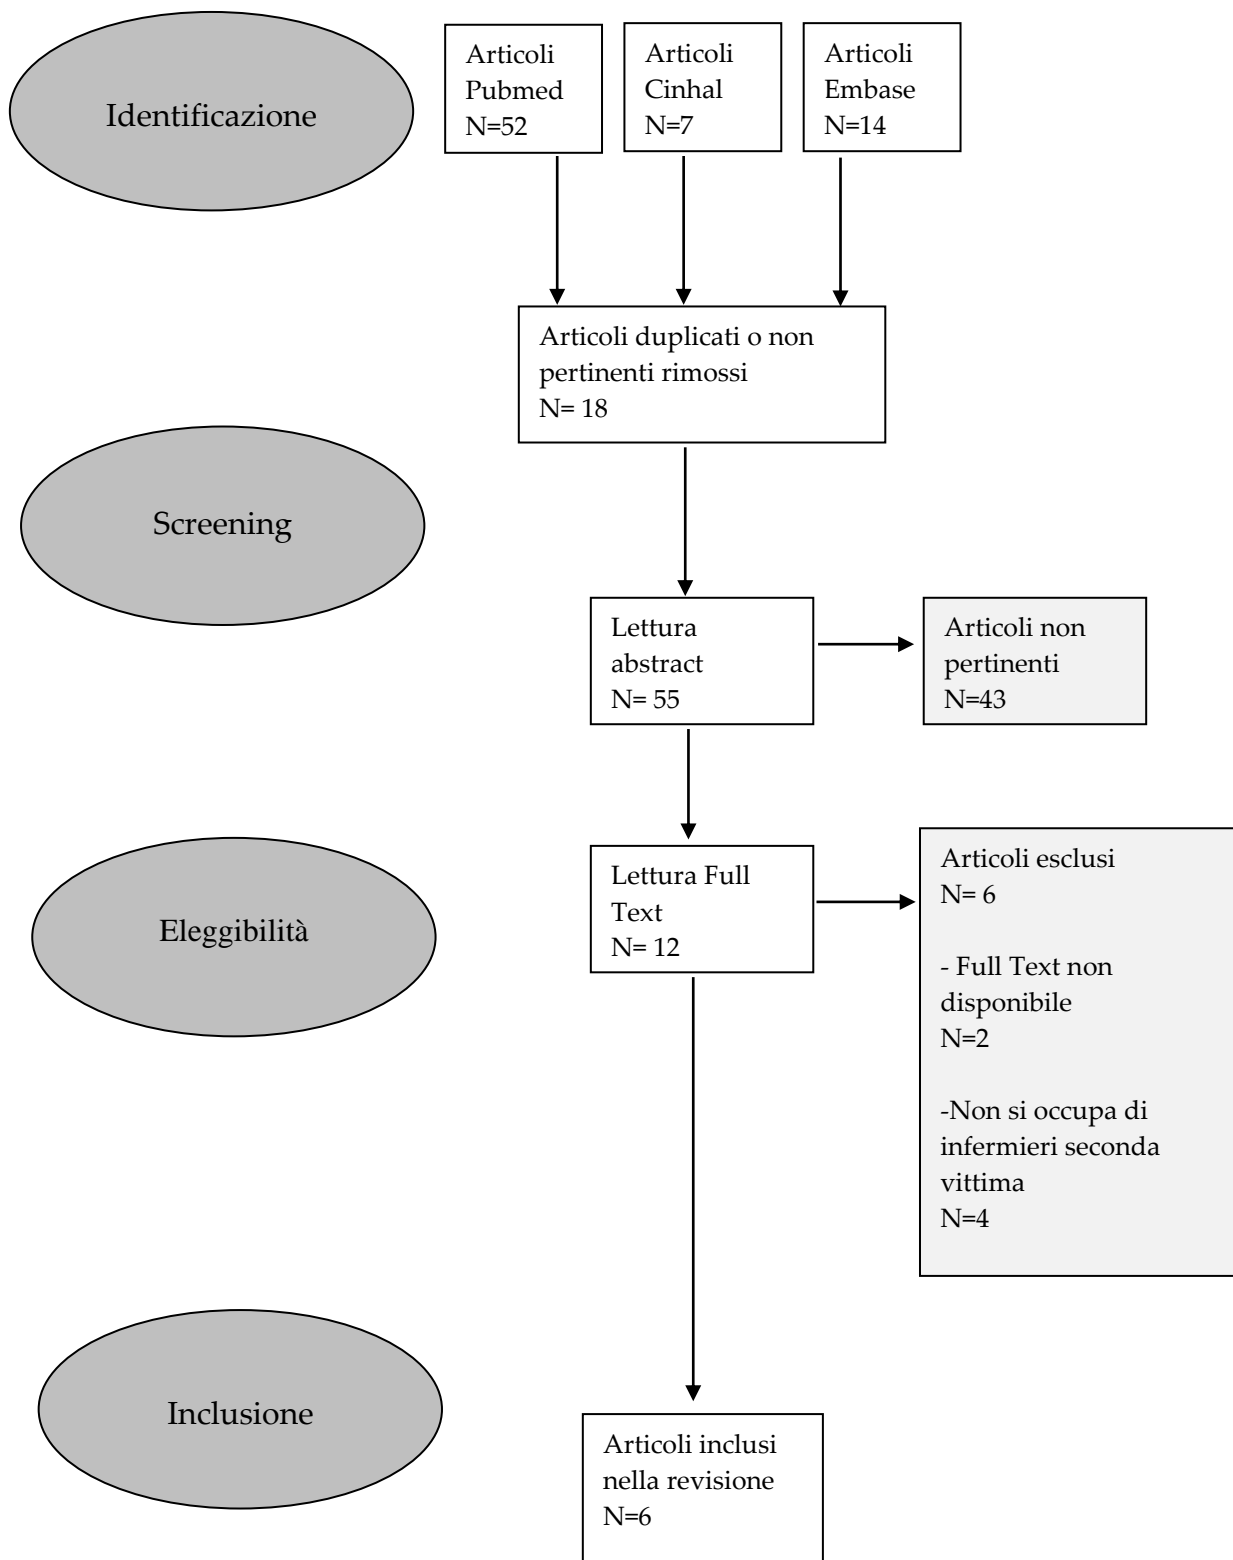 Identificazione
Articoli
Pubmed
N=52
Articoli
Cinhal
N=7
Articoli
Embase
N=14
Articoli duplicati o non
pertinenti rimossi
N= 18
Screening
Lettura
abstract
N= 55
Articoli non
pertinenti
N=43
Eleggibilità
Lettura Full
Text
N= 12
Articoli esclusi
N= 6
- Full Text non
disponibile
N=2
-Non si occupa di
infermieri seconda
vittima
N=4
Inclusione
Articoli inclusi
nella revisione
N=6